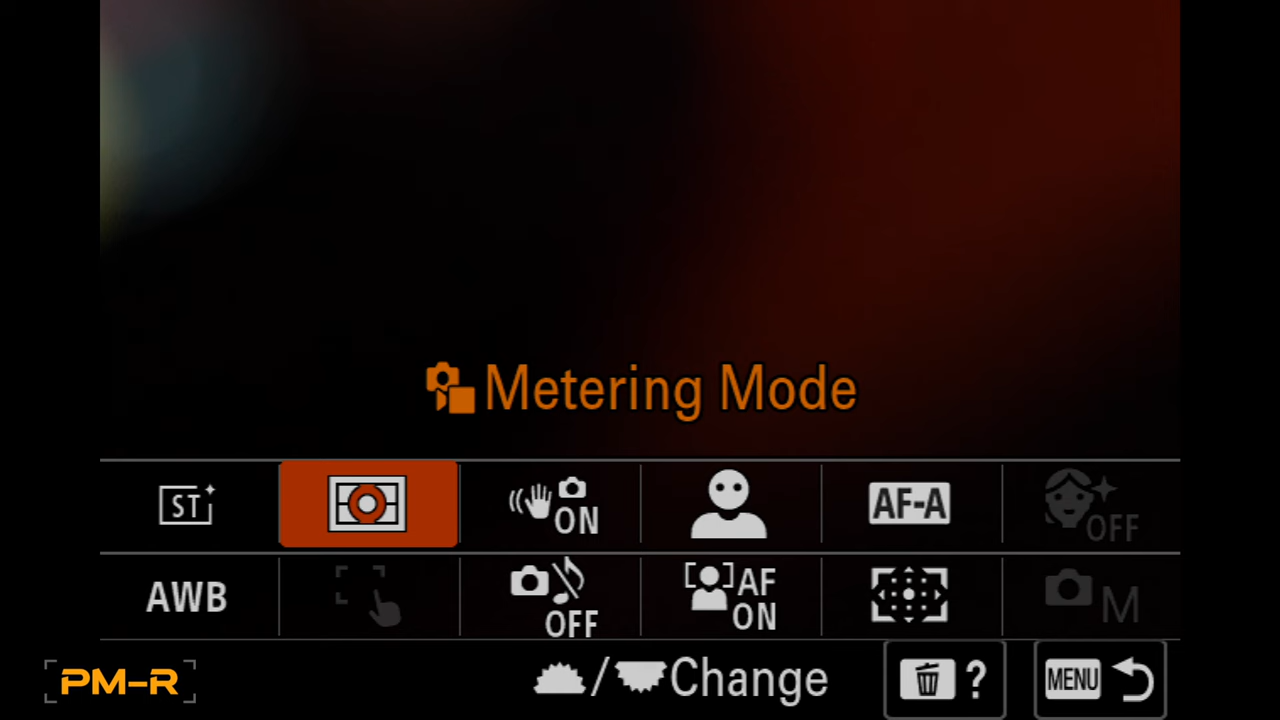 Metering Mode
ST
ON
AF-A
OFF
AWB
OFF
AF
ON
M
PM-R
/
Change
?
MENU